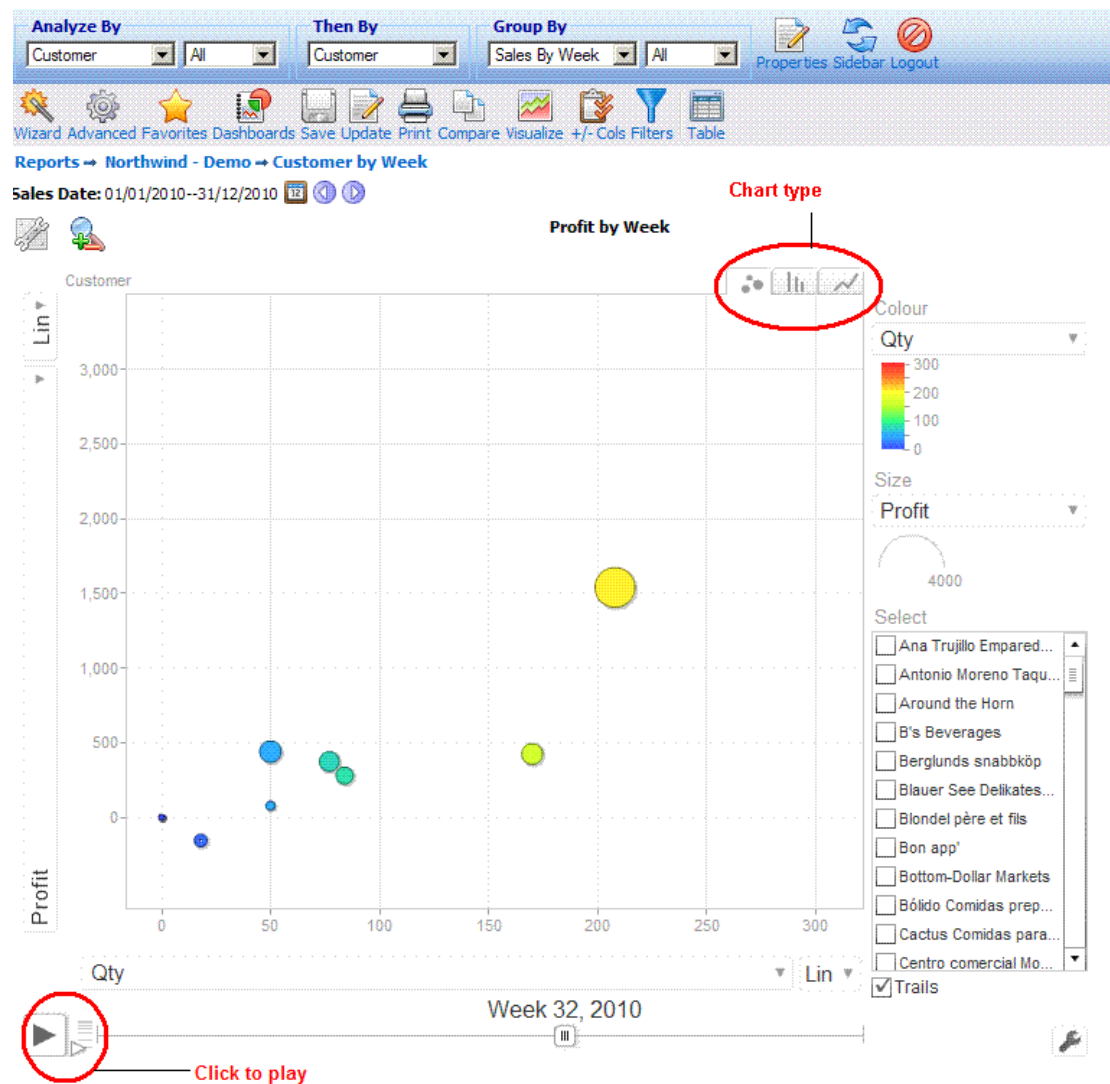 Analyze By Then By Group By
Customer All Customer Sales By Week All
Properties Sidebar Logout
Wizard Advanced Favorites Dashboards Save Update Print Compare Visualize +/- Cols Filters Table
Reports → Northwind - Demo → Customer by Week
Sales Date: 01/01/2010--31/12/2010 12
Chart type
Profit by Week
Customer
Lin
Colour
Qty
300
200
100
0
Size
Profit
4000
Select
Ana Trujillo Empared...
Antonio Moreno Taqu...
Around the Horn
B's Beverages
Berglunds snabbköp
Blauer See Delikates...
Blondel père et fils
Bon app'
Bottom-Dollar Markets
Bólido Comidas prep...
Cactus Comidas para...
Centro comercial Mo...
Trails
3,000
2,500
2,000
1,500
1,000
500
0
Profit
0 50 100 150 200 250 300
Qty Lin
Week 32, 2010
Click to play